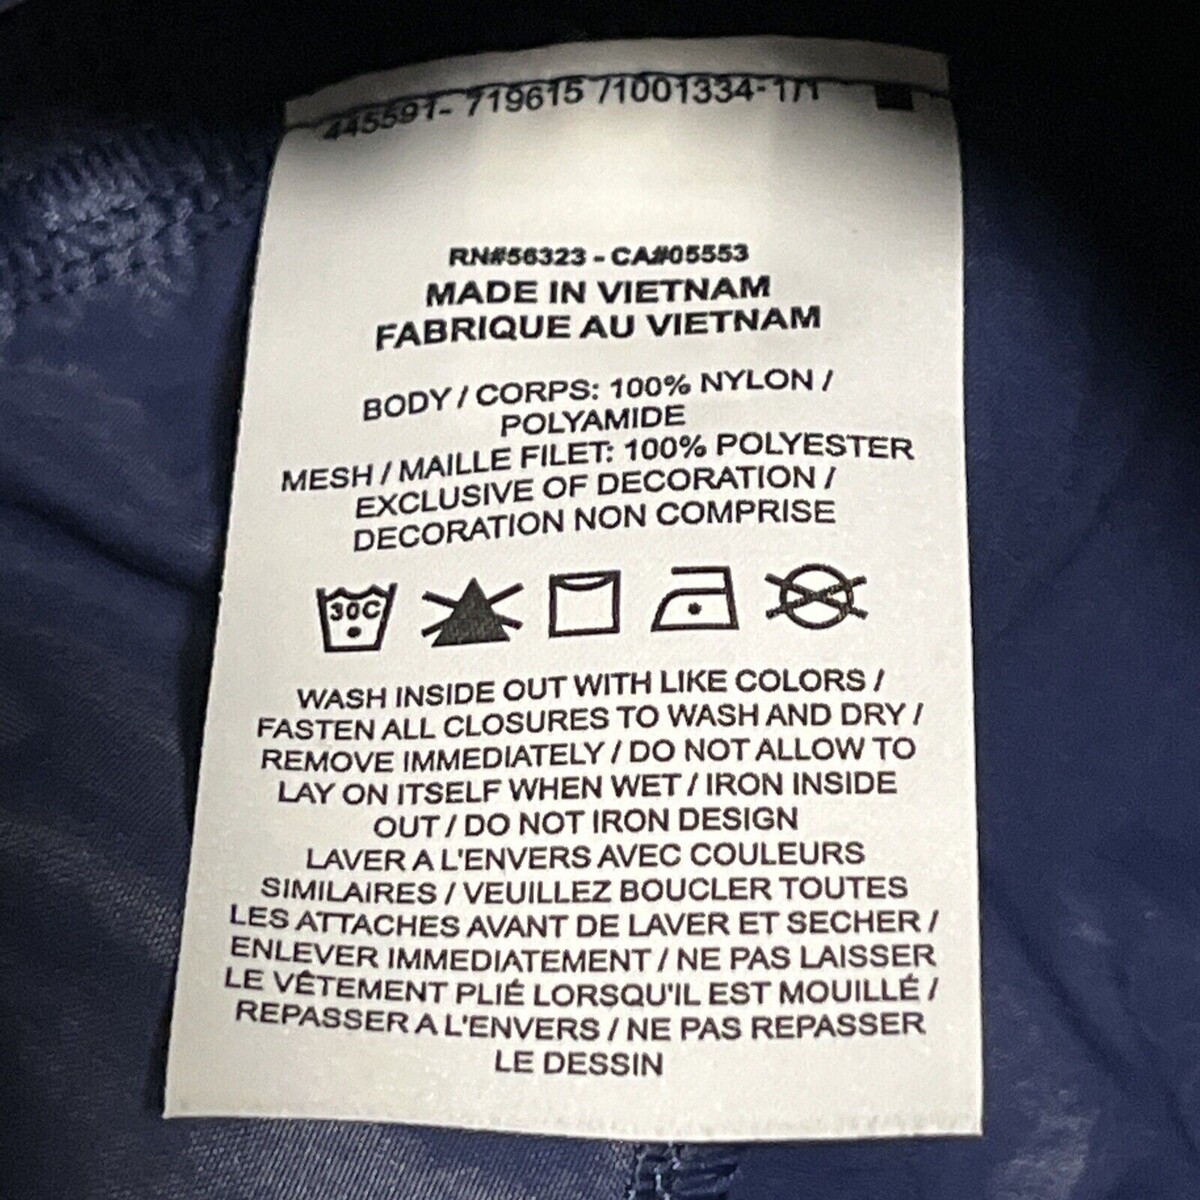 445591- 719615 71001334-1/1
RN#56323 - CA#05553
MADE IN VIETNAM
FABRIQUE AU VIETNAM
BODY / CORPS: 100% NYLON /
POLYAMIDE
MESH / MAILLE FILET: 100% POLYESTER
EXCLUSIVE OF DECORATION /
DECORATION NON COMPRISE
30C
WASH INSIDE OUT WITH LIKE COLORS /
FASTEN ALL CLOSURES TO WASH AND DRY /
REMOVE IMMEDIATELY / DO NOT ALLOW TO
LAY ON ITSELF WHEN WET / IRON INSIDE
OUT / DO NOT IRON DESIGN
LAVER A L'ENVERS AVEC COULEURS
SIMILAIRES / VEUILLEZ BOUCLER TOUTES
LES ATTACHES AVANT DE LAVER ET SECHER /
ENLEVER IMMEDIATEMENT / NE PAS LAISSER
LE VÊTEMENT PLIÉ LORSQU'IL EST MOUILLÉ /
REPASSER A L'ENVERS / NE PAS REPASSER
LE DESSIN